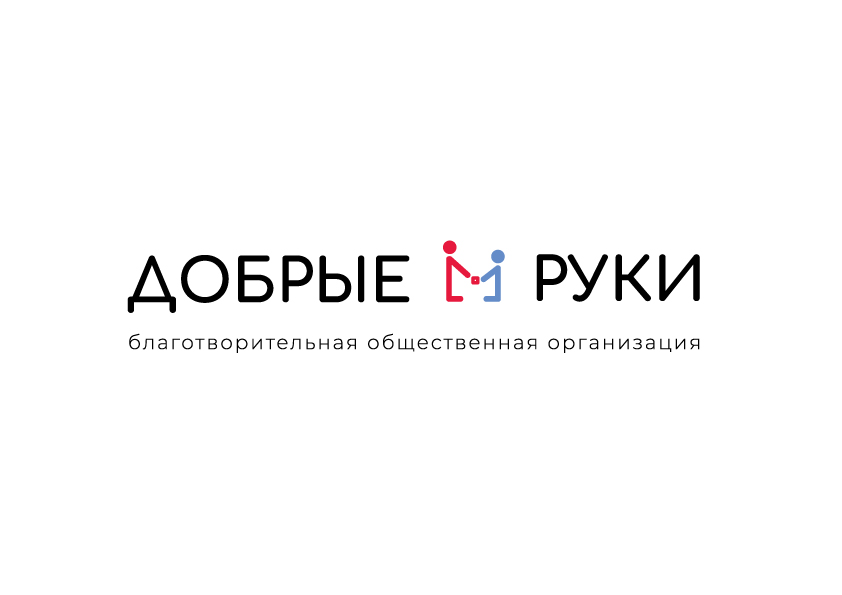 ДОБРЫЕ РУКИ
благотворительная общественная организация